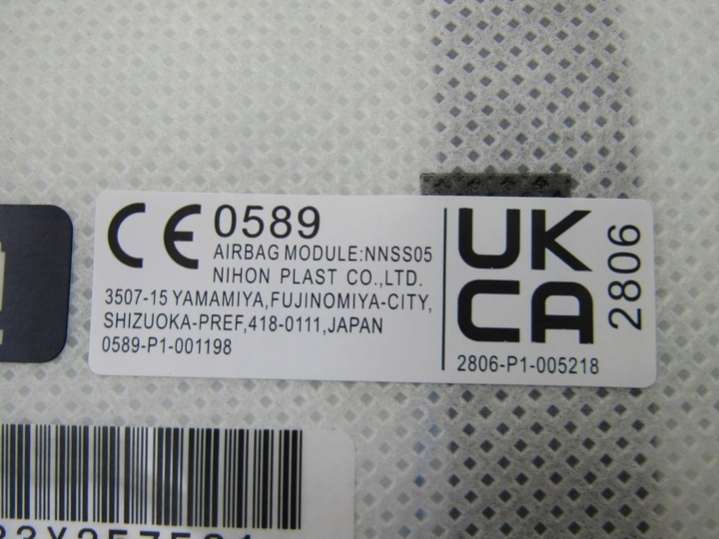 CE 0589
AIRBAG MODULE:NNSS05
NIHON PLAST CO.,LTD.
3507-15 YAMAMIYA,FUJINOMIYA-CITY,
SHIZUOKA-PREF,418-0111,JAPAN
0589-P1-001198
UK
CA
2806
2806-P1-005218